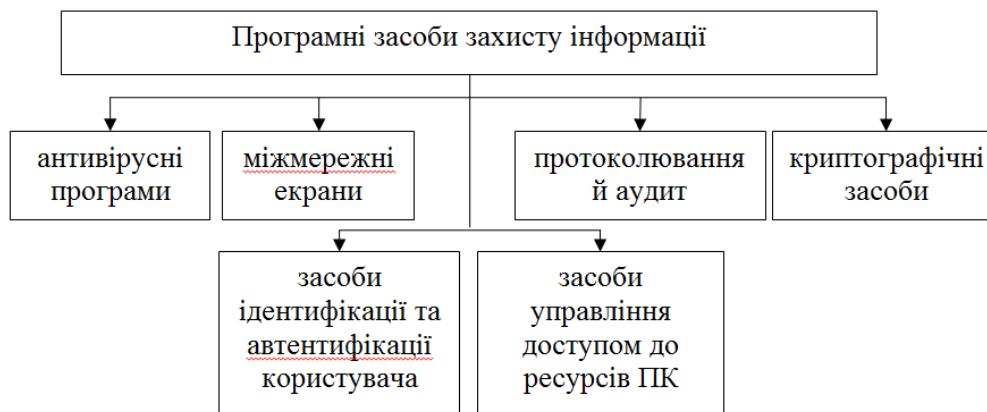 Програмні засоби захисту інформації
антивірусні
програми
міжмережні
екрани
протоколювання
й аудит
криптографічні
засоби
засоби
ідентифікації та
автентифікації
користувача
засоби
управління
доступом до
ресурсів ПК